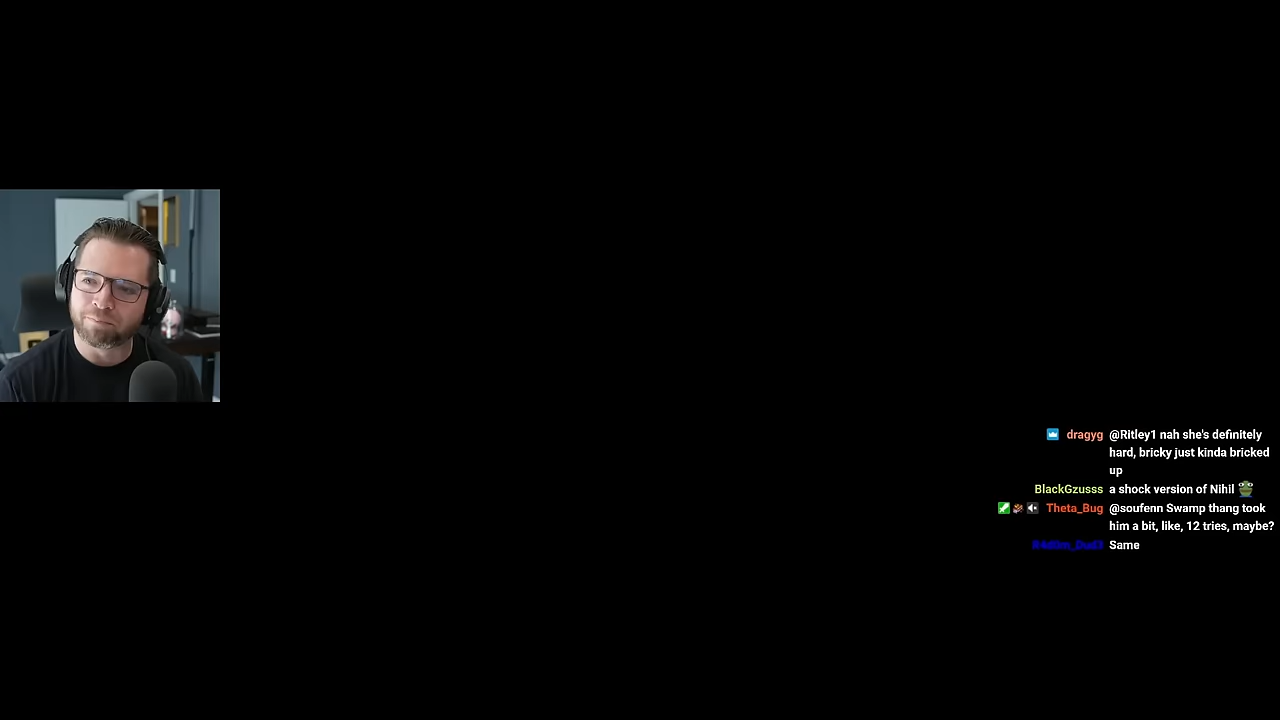 dragyg @Ritley1 nah she's definitely
hard, bricky just kinda bricked
up
BlackGzusss a shock version of Nihil
Theta_Bug @soufenn Swamp thang took
him a bit, like, 12 tries, maybe?
Same